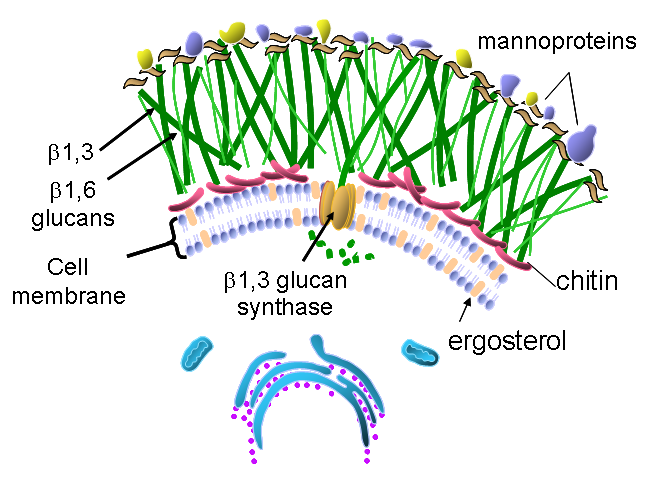 mannoproteins
β1,3
β1,6
glucans
Cell
membrane
β1,3 glucan
synthase
chitin
ergosterol